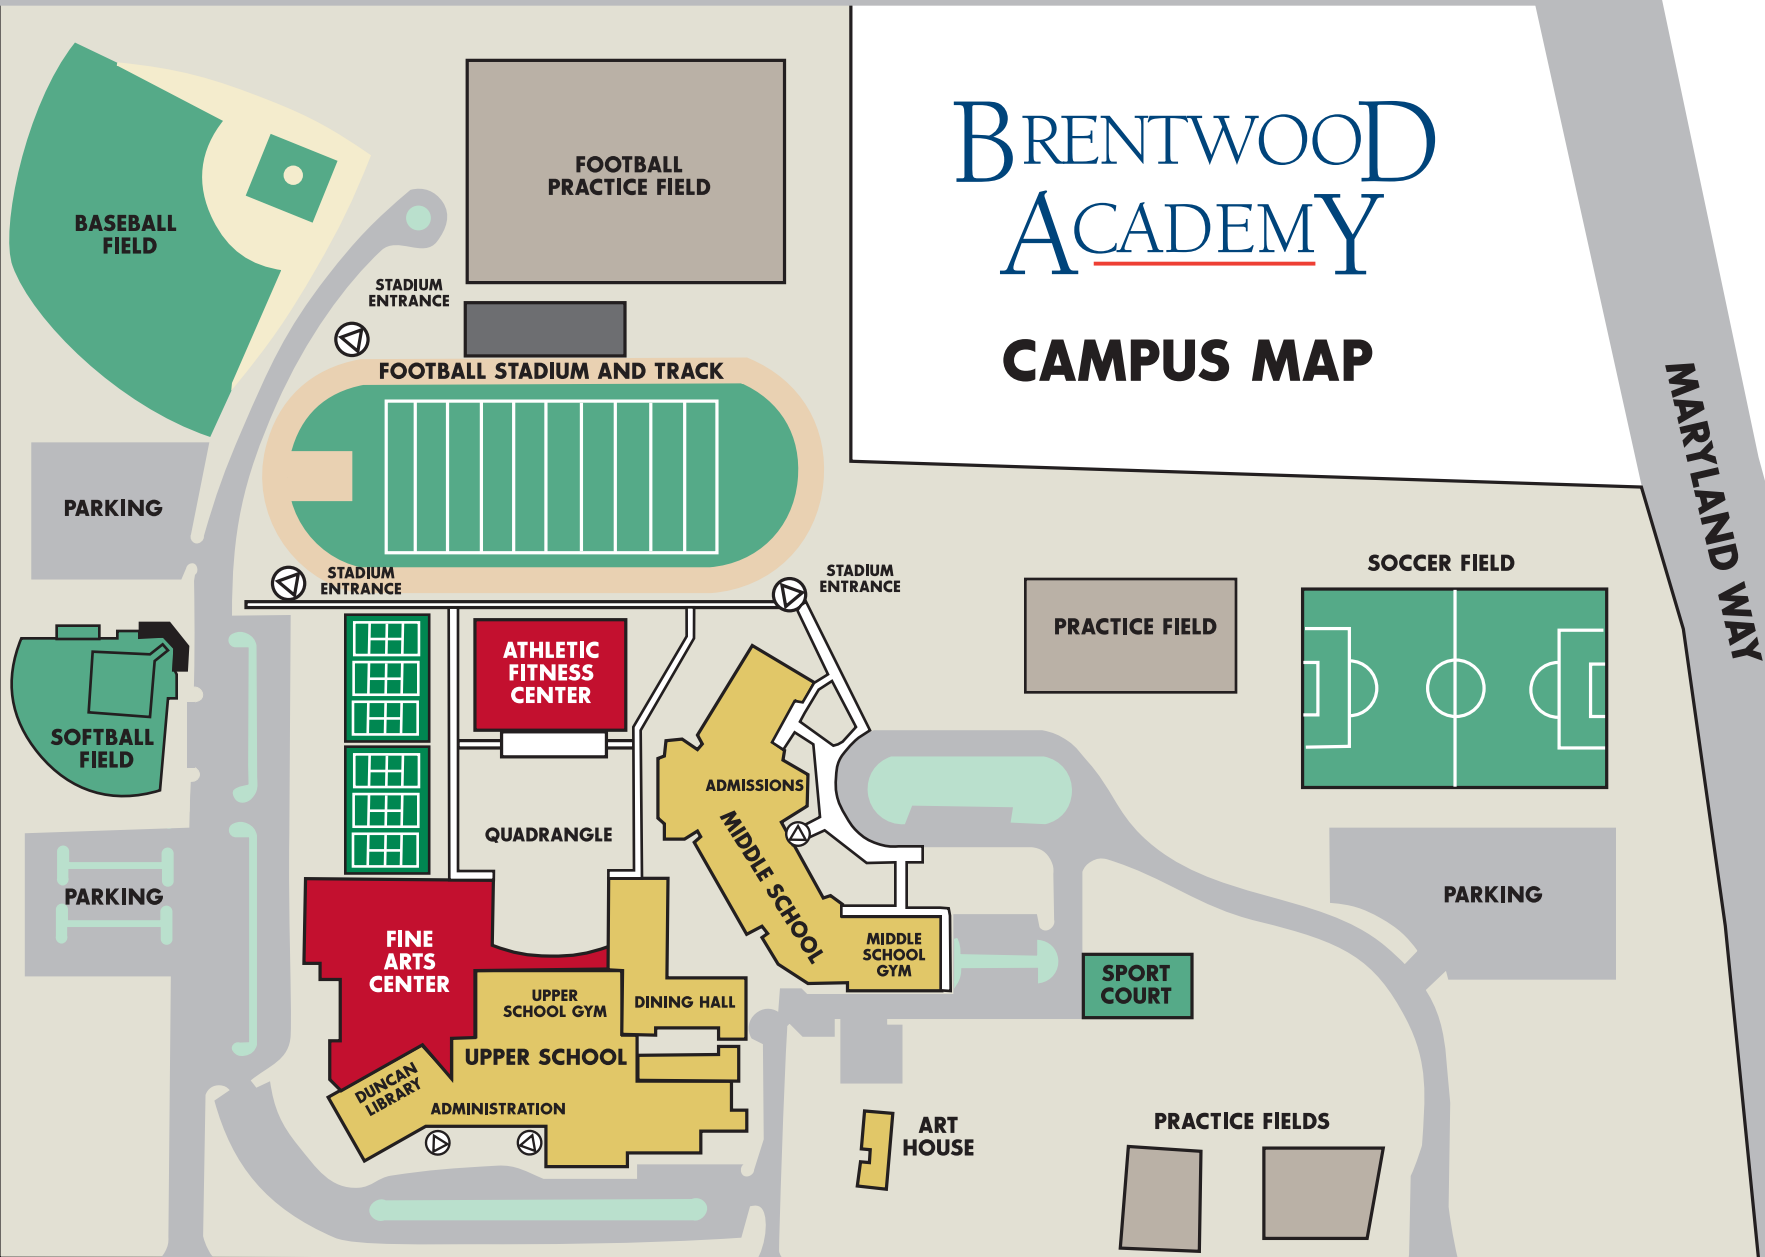 BRENTWOOD
ACADEMY
CAMPUS MAP
MARYLAND WAY
FOOTBALL
PRACTICE FIELD
BASEBALL
FIELD
STADIUM
ENTRANCE
FOOTBALL STADIUM AND TRACK
PARKING
STADIUM
ENTRANCE
STADIUM
ENTRANCE
SOCCER FIELD
PRACTICE FIELD
ATHLETIC
FITNESS
CENTER
SOFTBALL
FIELD
ADMISSIONS
QUADRANGLE
MIDDLE SCHOOL
PARKING
PARKING
FINE
ARTS
CENTER
MIDDLE
SCHOOL
GYM
SPORT
COURT
UPPER
SCHOOL GYM
DINING HALL
UPPER SCHOOL
DUNCAN
LIBRARY
ADMINISTRATION
ART
HOUSE
PRACTICE FIELDS